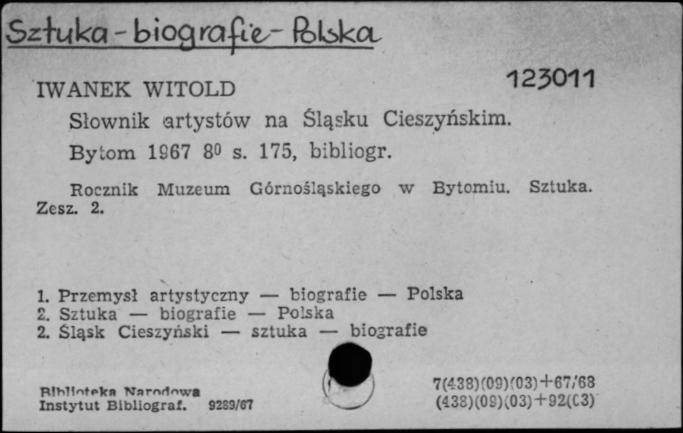 Sztuka - biografie - Polska
123011
IWANEK WITOLD
Słownik artystów na Śląsku Cieszyńskim.
Bytom 1967 8⁰ s. 175, bibliogr.
Rocznik Muzeum Górnośląskiego w Bytomiu. Sztuka.
Zesz. 2.
1. Przemysł artystyczny — biografie — Polska
2. Sztuka — biografie — Polska
2. Śląsk Cieszyński — sztuka — biografie
Biblioteka Narodowa
Instytut Bibliograf. 9289/67
7(438)(09)(03)+67/68
(438)(09)(03)+92(03)